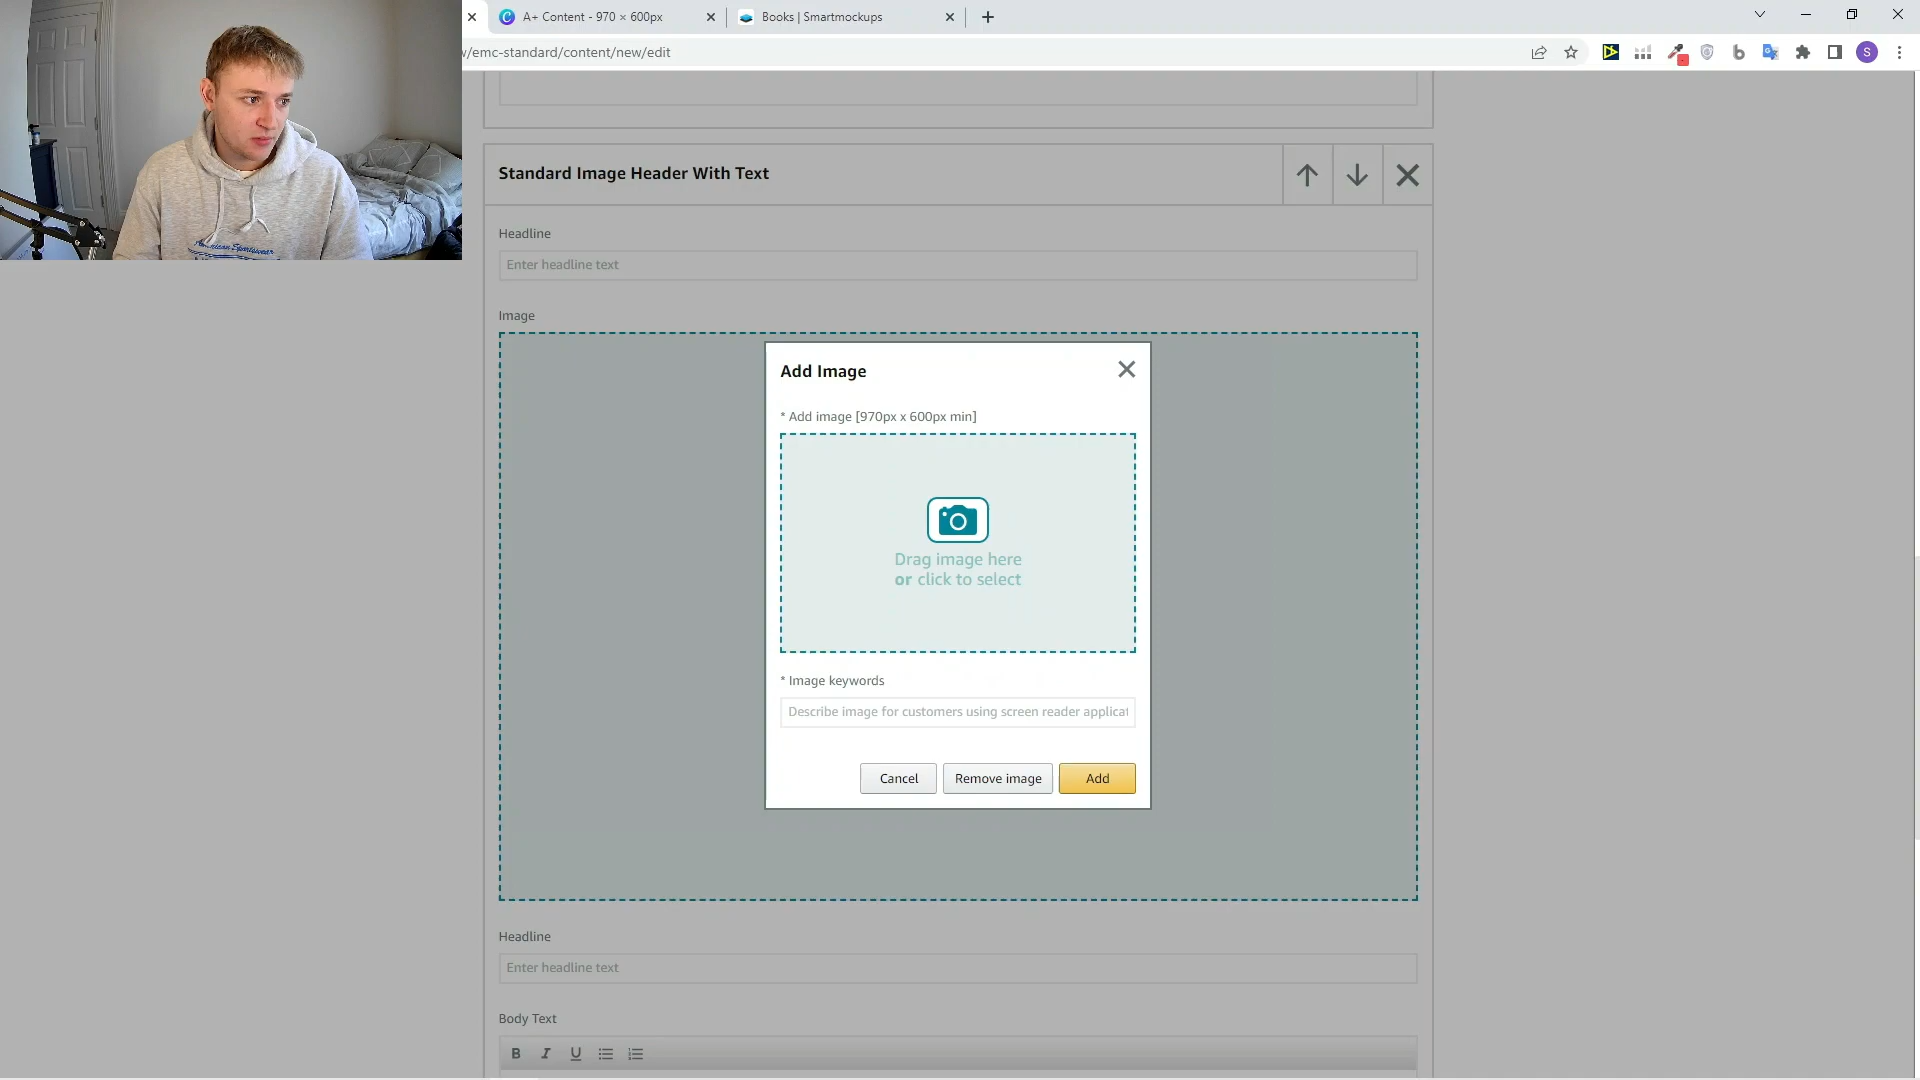 A+ Content - 970 × 600px
Books | Smartmockups
/emc-standard/content/new/edit
S
American Sportswear
Standard Image Header With Text
Headline
Enter headline text
Image
Add Image
* Add image [970px x 600px min]
Drag image here
or click to select
* Image keywords
Describe image for customers using screen reader applicat
Cancel
Remove image
Add
Headline
Enter headline text
Body Text
B I U